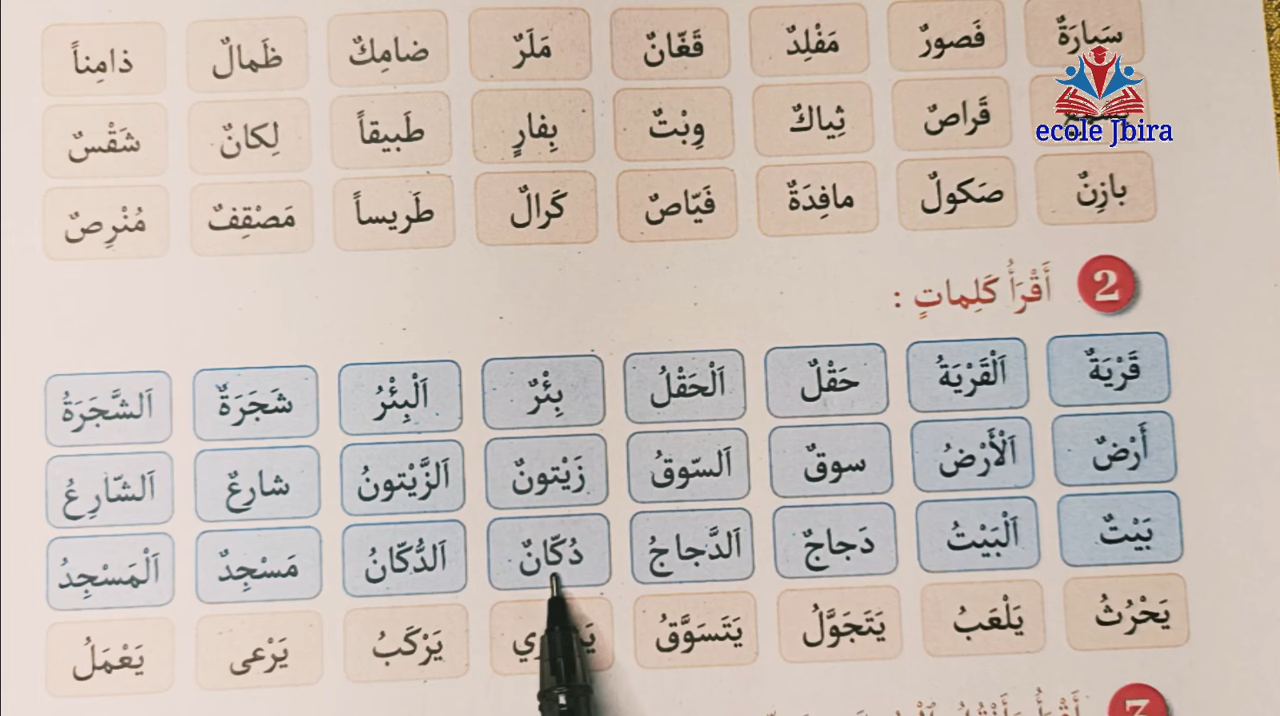 سَيارَةٌ فَصورٌ مَفْلِدٌ قَغّانٌ مَلَرٌ ضامِكٌ ظَمالٌ ذامِناً
ecole Jbira
قَراصٌ ثِياكٌ وِبْتٌ بِفارٍ طَبيقاً لِكانٌ شَقْسٌ
بازِنٌ صَكولٌ مافِدَةٌ فَيّاصٌ كَرالٌ طَريساً مَصْقِفٌ مُنْرِصٌ
2 أَقْرَأُ كَلِماتٍ :
قَرْيَةٌ اَلْقَرْيَةُ حَقْلٌ اَلْحَقْلُ بِئْرٌ اَلْبِئْرُ شَجَرَةٌ اَلشَّجَرَةُ
أَرْضٌ اَلْأَرْضُ سوقٌ اَلسّوقُ زَيْتونٌ اَلزَّيْتونُ شارِعٌ اَلشّارِعُ
بَيْتٌ اَلْبَيْتُ دَجاجٌ اَلدَّجاجُ دُكّانٌ اَلدُّكّانُ مَسْجِدٌ اَلْمَسْجِدُ
يَحْرُثُ يَلْعَبُ يَتَجَوَّلُ يَتَسَوَّقُ يَرْكَبُ يَرْعى يَعْمَلُ
3